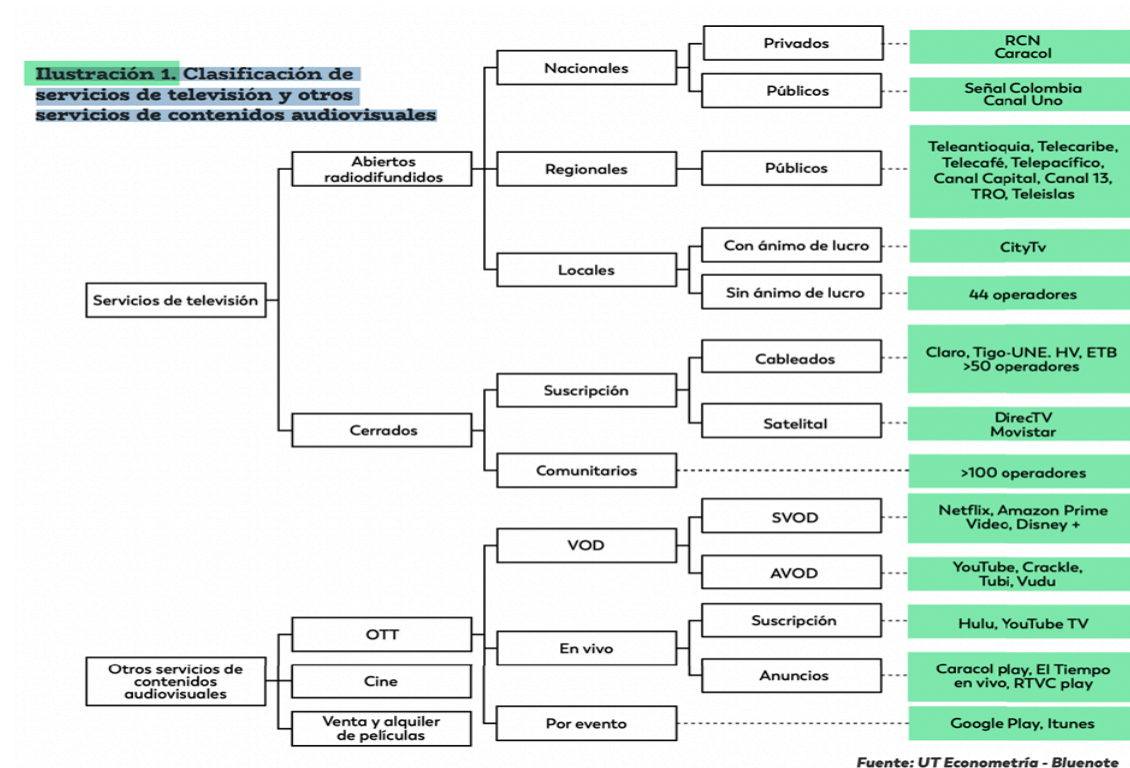 Ilustración 1. Clasificación de
servicios de televisión y otros
servicios de contenidos audiovisuales
Servicios de televisión
Abiertos
radiodifundidos
Nacionales
Privados
RCN
Caracol
Públicos
Señal Colombia
Canal Uno
Regionales
Públicos
Teleantioquia, Telecaribe,
Telecafé, Telepacífico,
Canal Capital, Canal 13,
TRO, Teleislas
Locales
Con ánimo de lucro
CityTv
Sin ánimo de lucro
44 operadores
Cerrados
Suscripción
Cableados
Claro, Tigo-UNE. HV, ETB
>50 operadores
Satelital
DirecTV
Movistar
Comunitarios
>100 operadores
Otros servicios de
contenidos
audiovisuales
OTT
VOD
SVOD
Netflix, Amazon Prime
Video, Disney +
AVOD
YouTube, Crackle,
Tubi, Vudu
En vivo
Suscripción
Hulu, YouTube TV
Anuncios
Caracol play, El Tiempo
en vivo, RTVC play
Por evento
Google Play, Itunes
Cine
Venta y alquiler
de películas
Fuente: UT Econometría - Bluenote